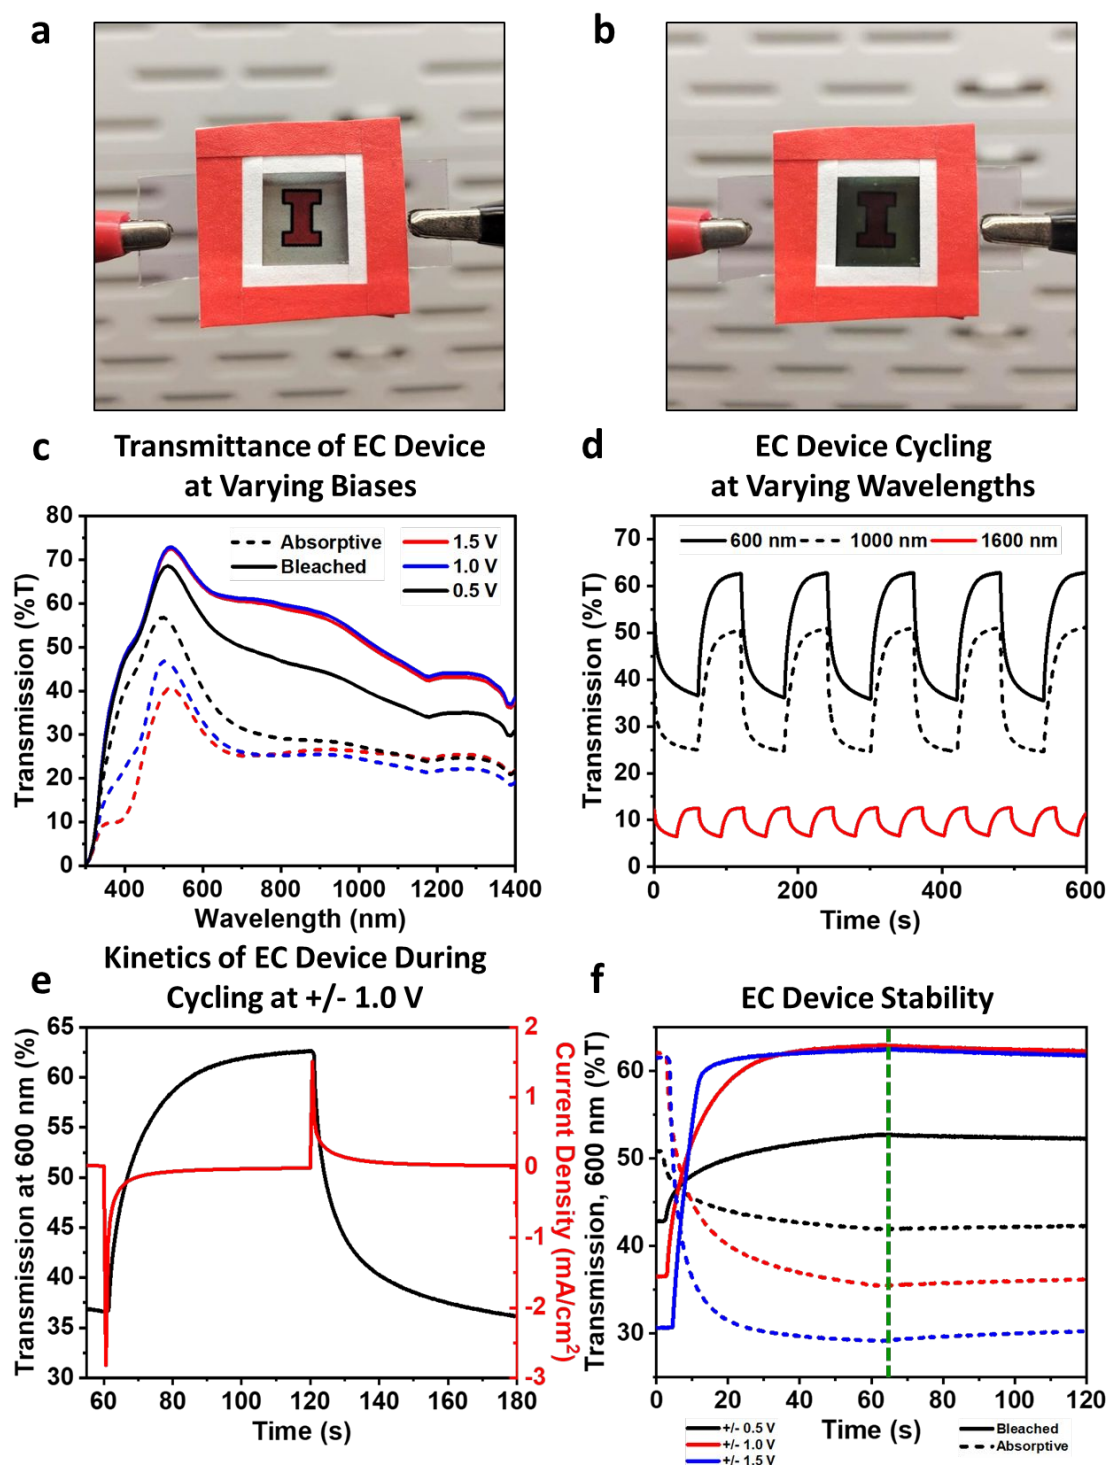 a
b
I
I
c
Transmittance of EC Device
at Varying Biases
d
EC Device Cycling
at Varying Wavelengths
80
70
60
50
40
30
20
10
0
Transmission (%T)
Absorptive
Bleached
1.5 V
1.0 V
0.5 V
400 600 800 1000 1200 1400
Wavelength (nm)
70
60
50
40
30
20
10
0
Transmission (%T)
600 nm 1000 nm 1600 nm
0 200 400 600
Time (s)
e
Kinetics of EC Device During
Cycling at +/- 1.0 V
f
EC Device Stability
65
60
55
50
45
40
35
30
Transmission at 600 nm (%)
2
1
0
-1
-2
-3
Current Density (mA/cm²)
60 80 100 120 140 160 180
Time (s)
60
50
40
30
Transmission, 600 nm (%T)
0 20 40 60 80 100 120
Time (s)
+/- 0.5 V
+/- 1.0 V
+/- 1.5 V
Bleached
Absorptive